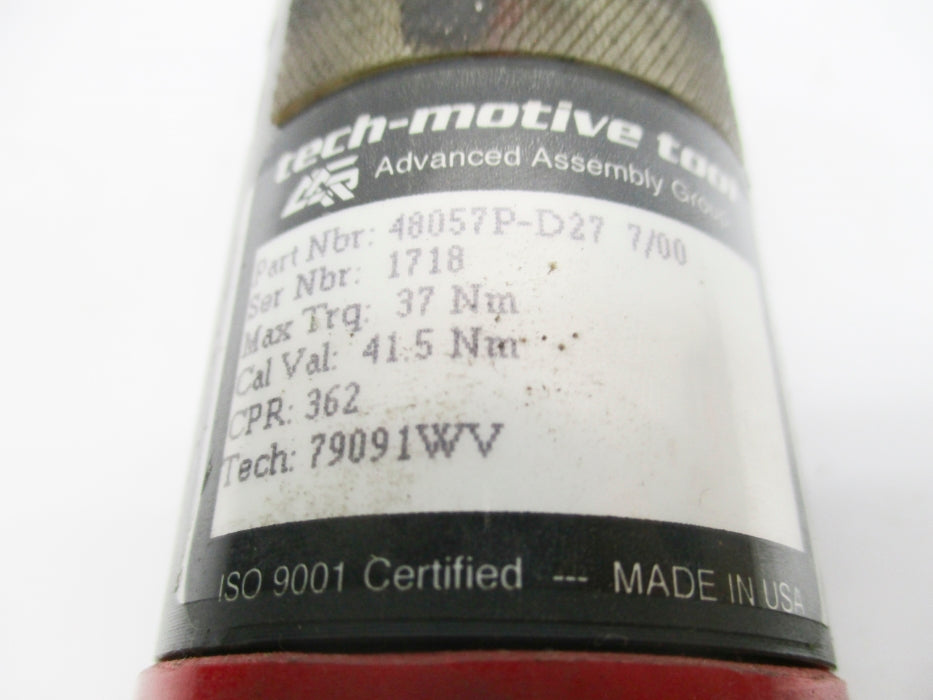 tech-motive tool
Advanced Assembly Group
Part Nbr: 48057P-D27 7/00
Ser Nbr: 1718
Max Trq: 37 Nm
Cal Val: 41.5 Nm
CPR: 362
Tech: 79091WV
ISO 9001 Certified --- MADE IN USA